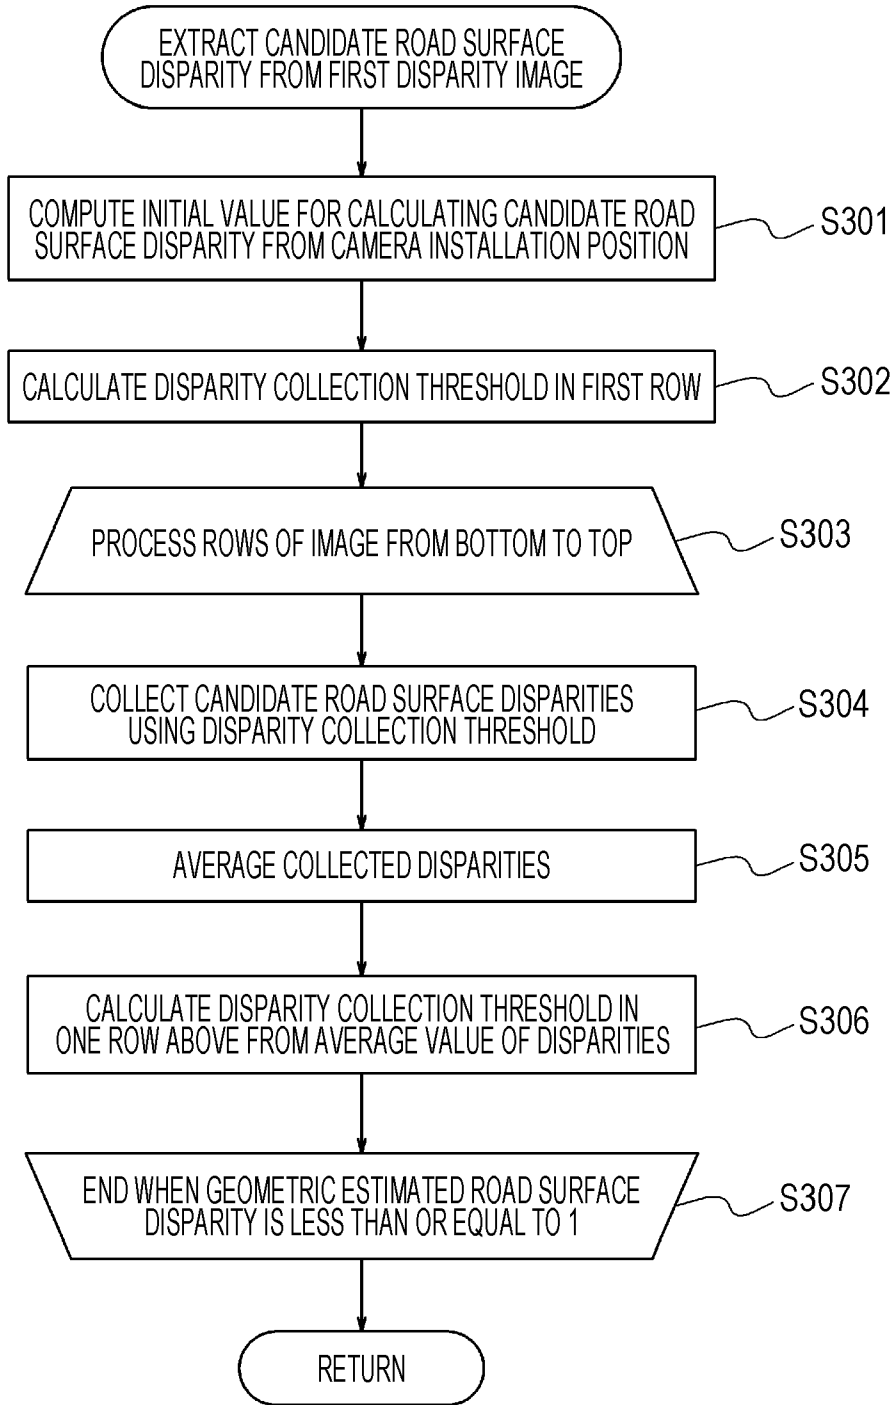 EXTRACT CANDIDATE ROAD SURFACE
DISPARITY FROM FIRST DISPARITY IMAGE
COMPUTE INITIAL VALUE FOR CALCULATING CANDIDATE ROAD
SURFACE DISPARITY FROM CAMERA INSTALLATION POSITION
S301
CALCULATE DISPARITY COLLECTION THRESHOLD IN FIRST ROW
S302
PROCESS ROWS OF IMAGE FROM BOTTOM TO TOP
S303
COLLECT CANDIDATE ROAD SURFACE DISPARITIES
USING DISPARITY COLLECTION THRESHOLD
S304
AVERAGE COLLECTED DISPARITIES
S305
CALCULATE DISPARITY COLLECTION THRESHOLD IN
ONE ROW ABOVE FROM AVERAGE VALUE OF DISPARITIES
S306
END WHEN GEOMETRIC ESTIMATED ROAD SURFACE
DISPARITY IS LESS THAN OR EQUAL TO 1
S307
RETURN